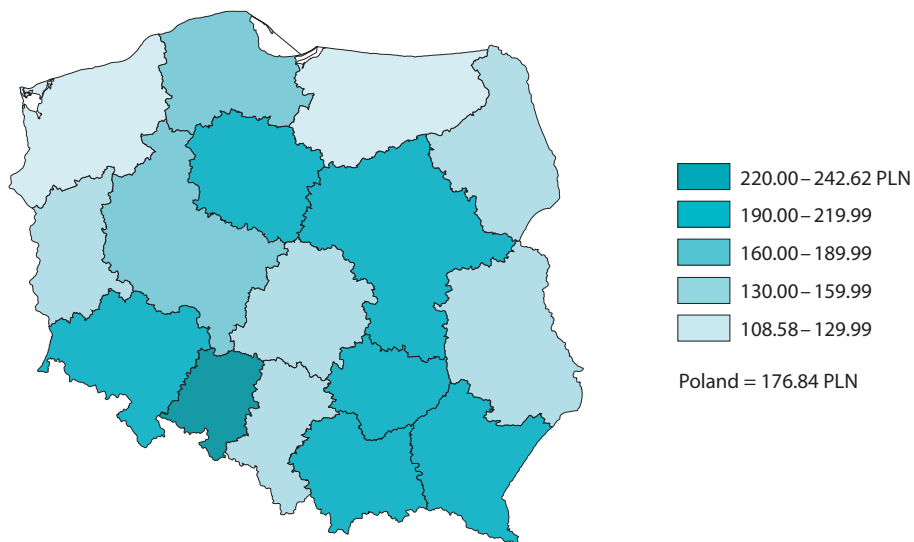 220.00–242.62 PLN
190.00–219.99
160.00–189.99
130.00–159.99
108.58–129.99
Poland = 176.84 PLN